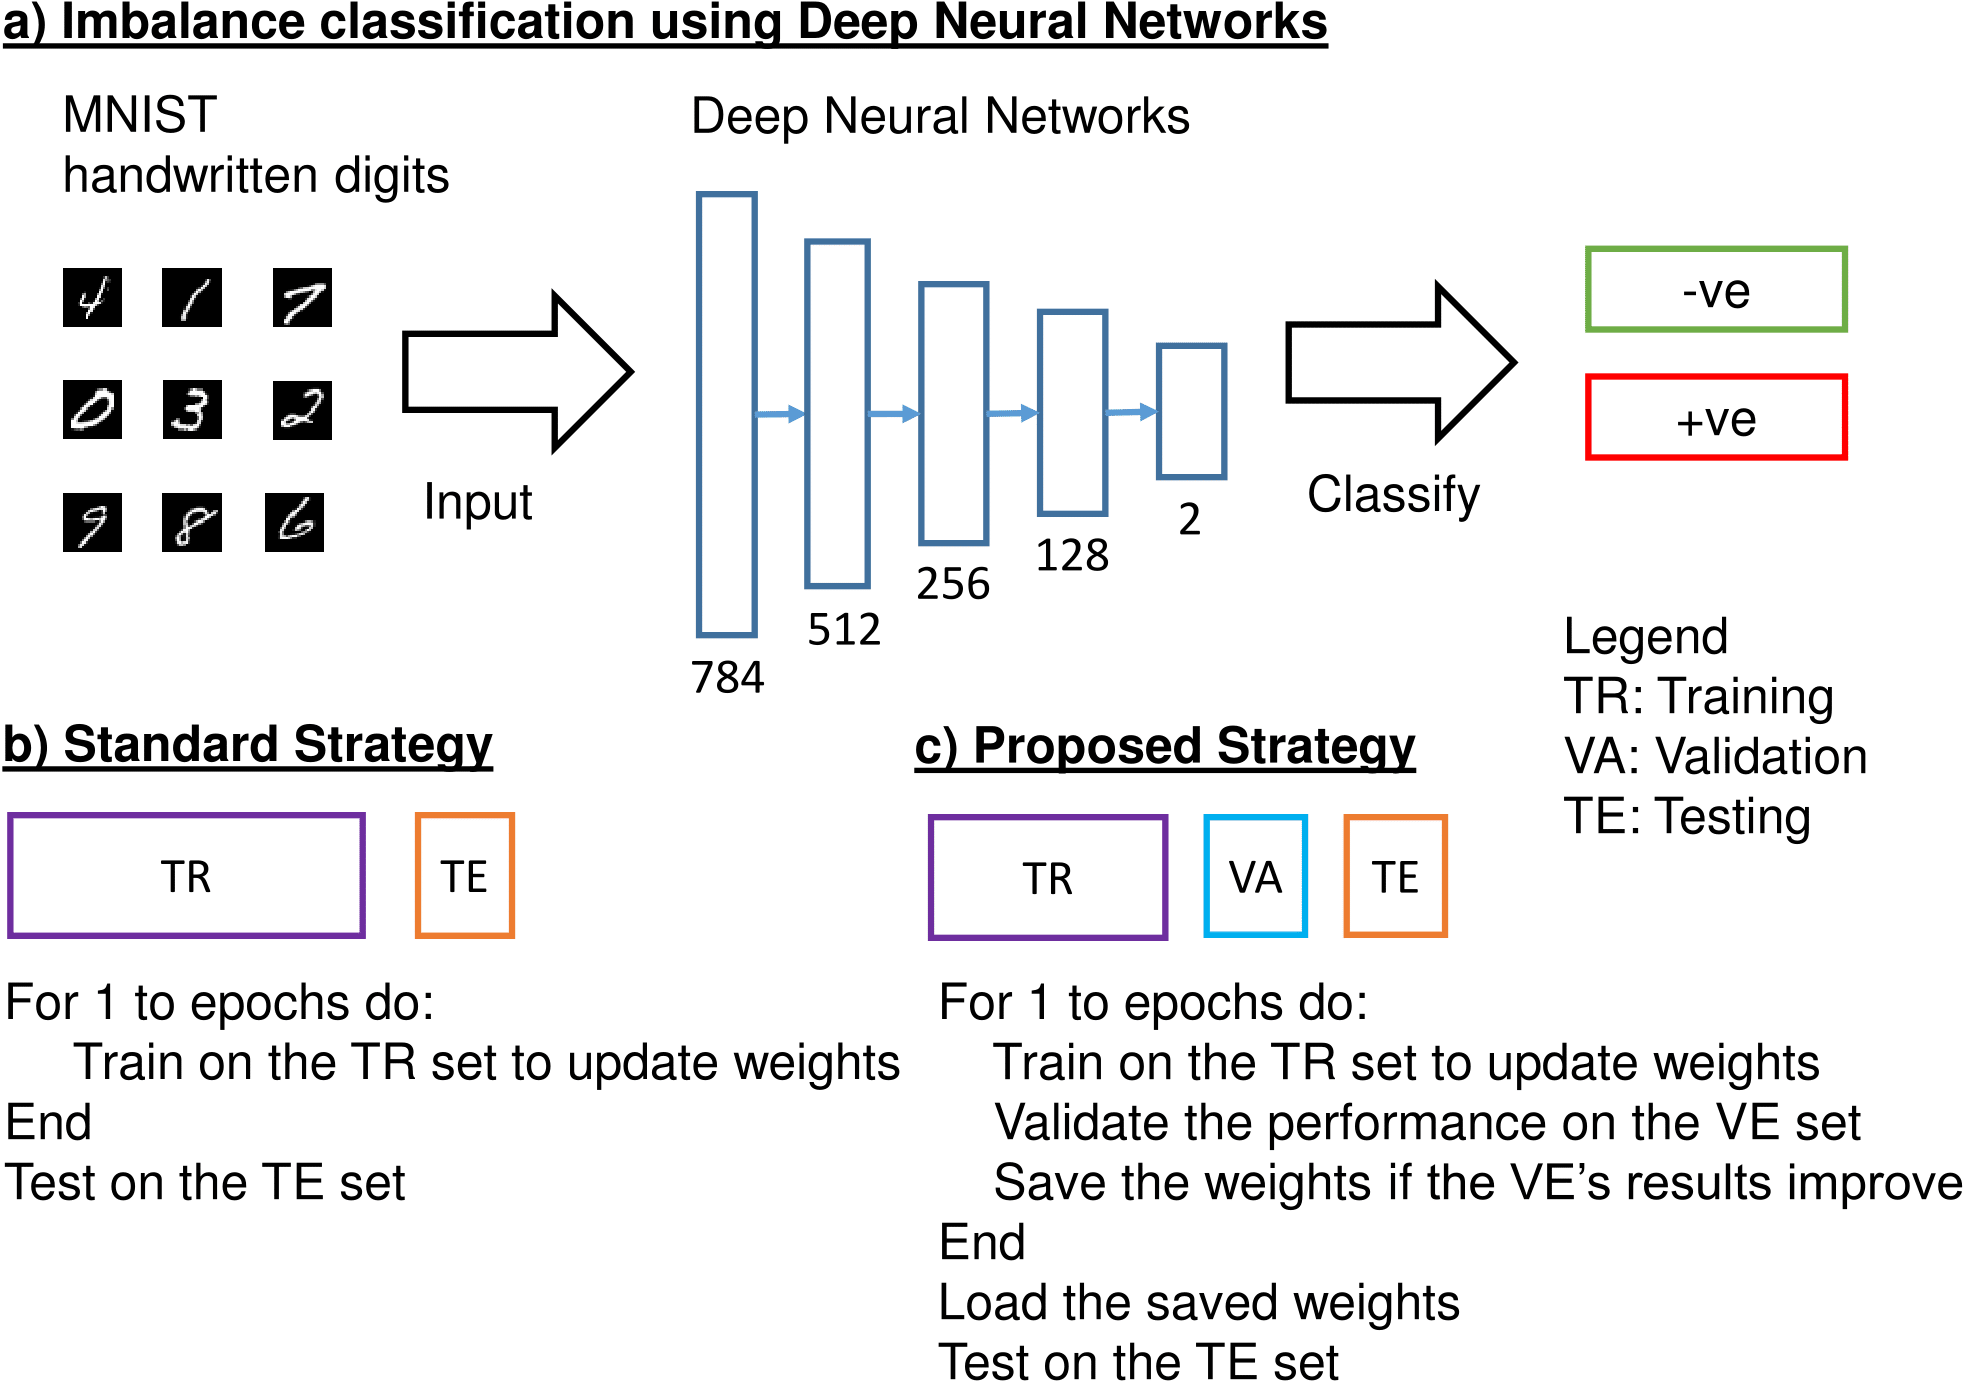 a) Imbalance classification using Deep Neural Networks
MNIST
handwritten digits
Deep Neural Networks
4 1 7
0 3 2
9 8 6
Input
784
512
256
128
2
Classify
-ve
+ve
Legend
TR: Training
VA: Validation
TE: Testing
b) Standard Strategy
TR TE
For 1 to epochs do:
Train on the TR set to update weights
End
Test on the TE set
c) Proposed Strategy
TR VA TE
For 1 to epochs do:
Train on the TR set to update weights
Validate the performance on the VE set
Save the weights if the VE’s results improve
End
Load the saved weights
Test on the TE set